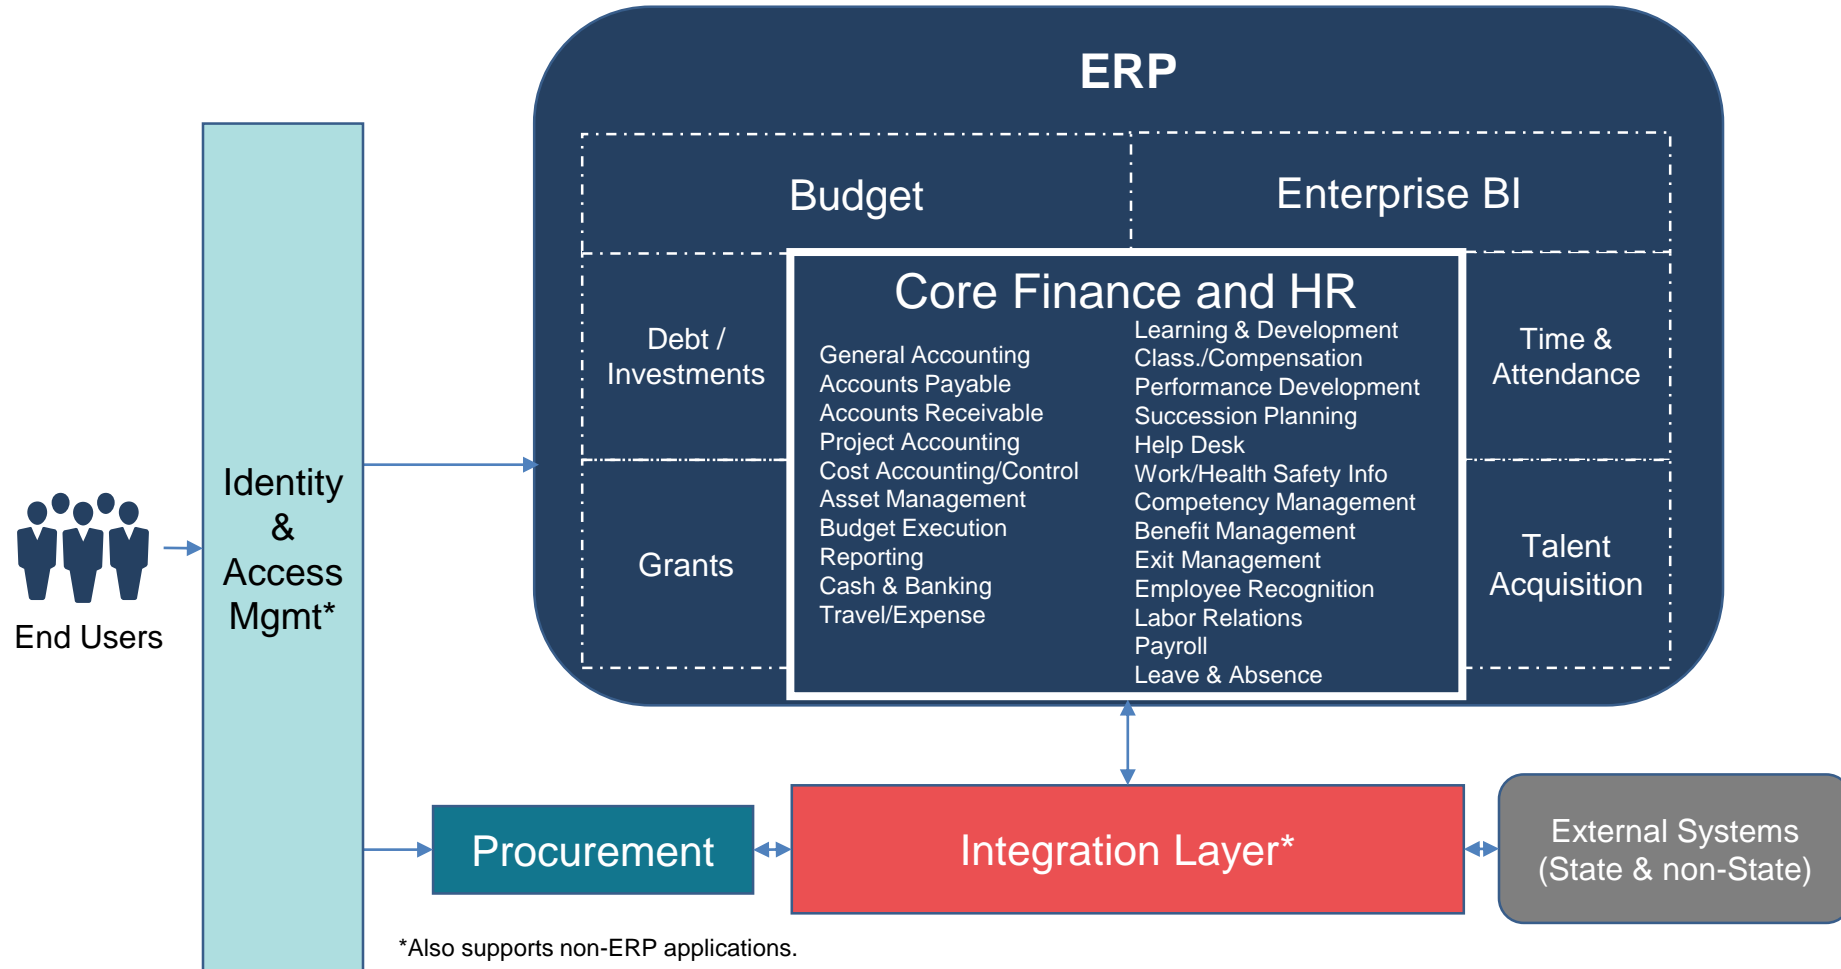 ERP
Budget
Enterprise BI
Core Finance and HR
Debt /
Investments
Grants
General Accounting
Accounts Payable
Accounts Receivable
Project Accounting
Cost Accounting/Control
Asset Management
Budget Execution
Reporting
Cash & Banking
Travel/Expense
Learning & Development
Class./Compensation
Performance Development
Succession Planning
Help Desk
Work/Health Safety Info
Competency Management
Benefit Management
Exit Management
Employee Recognition
Labor Relations
Payroll
Leave & Absence
Time &
Attendance
Talent
Acquisition
Identity
&
Access
Mgmt*
End Users
Procurement
Integration Layer*
External Systems
(State & non-State)
*Also supports non-ERP applications.